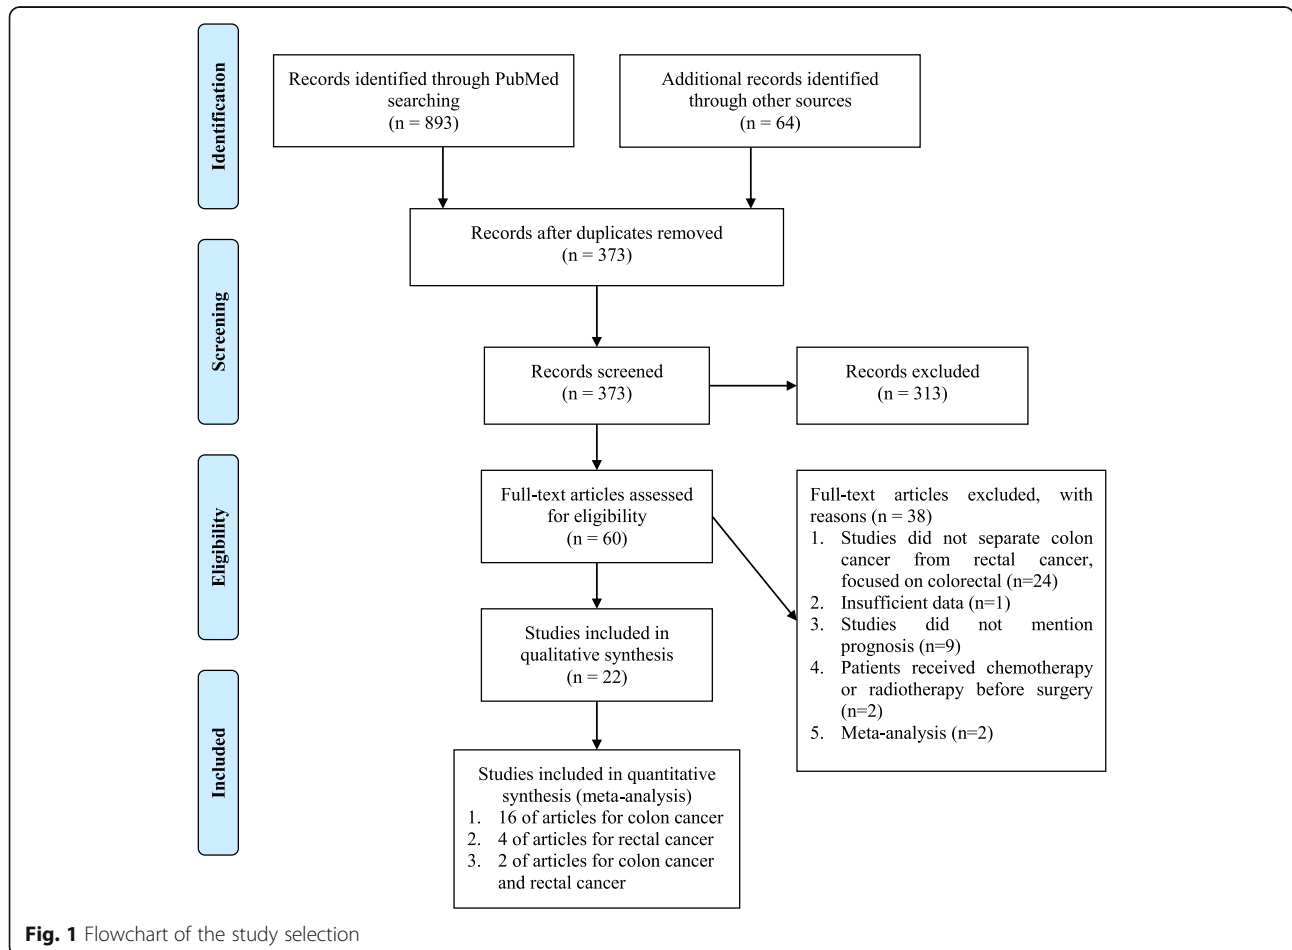 Identification
Records identified through PubMed
searching
(n = 893)
Additional records identified
through other sources
(n = 64)
Records after duplicates removed
(n = 373)
Screening
Records screened
(n = 373)
Records excluded
(n = 313)
Eligibility
Full-text articles assessed
for eligibility
(n = 60)
Full-text articles excluded, with
reasons (n = 38)
1. Studies did not separate colon
cancer from rectal cancer,
focused on colorectal (n=24)
2. Insufficient data (n=1)
3. Studies did not mention
prognosis (n=9)
4. Patients received chemotherapy
or radiotherapy before surgery
(n=2)
5. Meta-analysis (n=2)
Studies included in
qualitative synthesis
(n = 22)
Included
Studies included in quantitative
synthesis (meta-analysis)
1. 16 of articles for colon cancer
2. 4 of articles for rectal cancer
3. 2 of articles for colon cancer
and rectal cancer
Fig. 1 Flowchart of the study selection